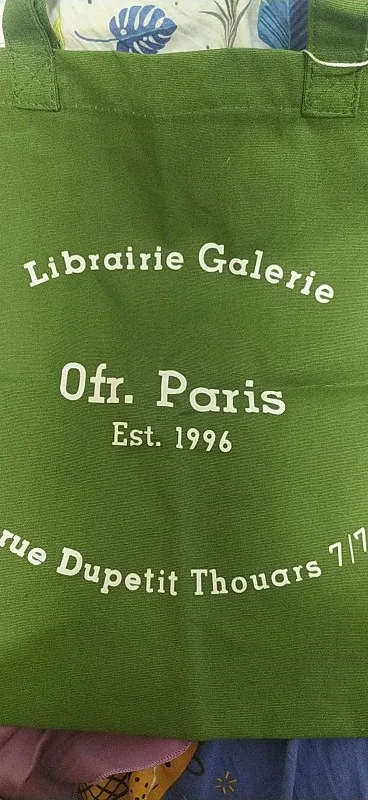 Librairie Galerie
Ofr. Paris
Est. 1996
rue Dupetit Thouars 7/7